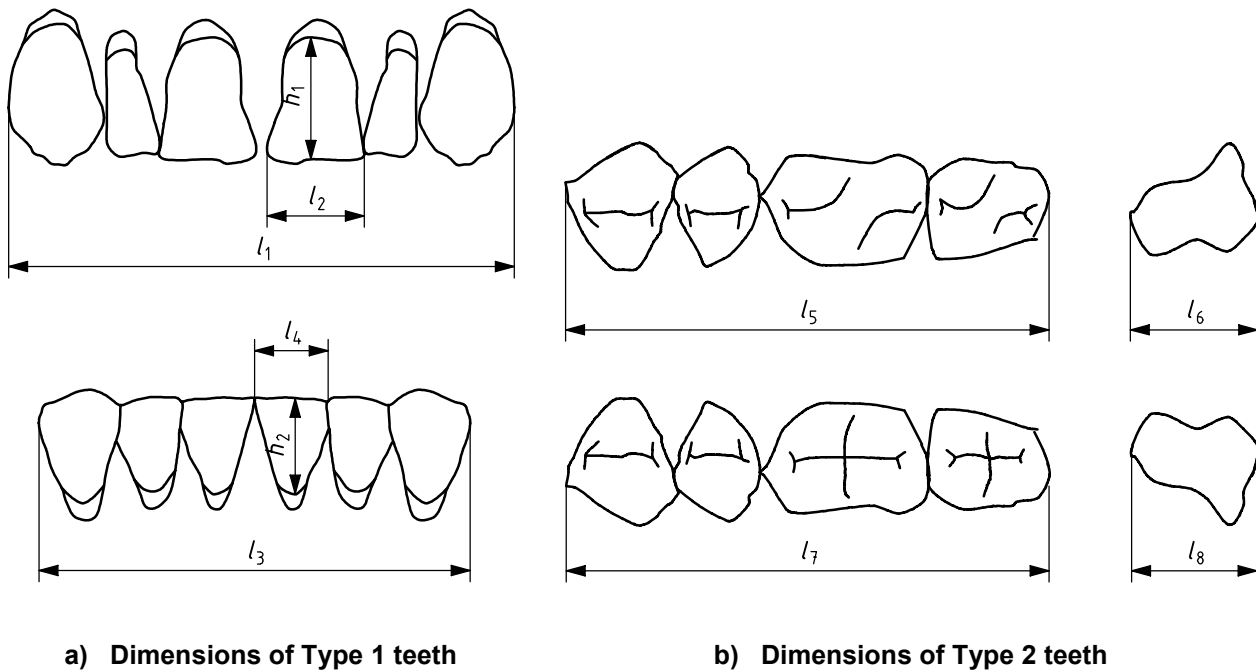 h1
l2
l1
l4
h2
l3
l5
l6
l7
l8
a) Dimensions of Type 1 teeth
b) Dimensions of Type 2 teeth